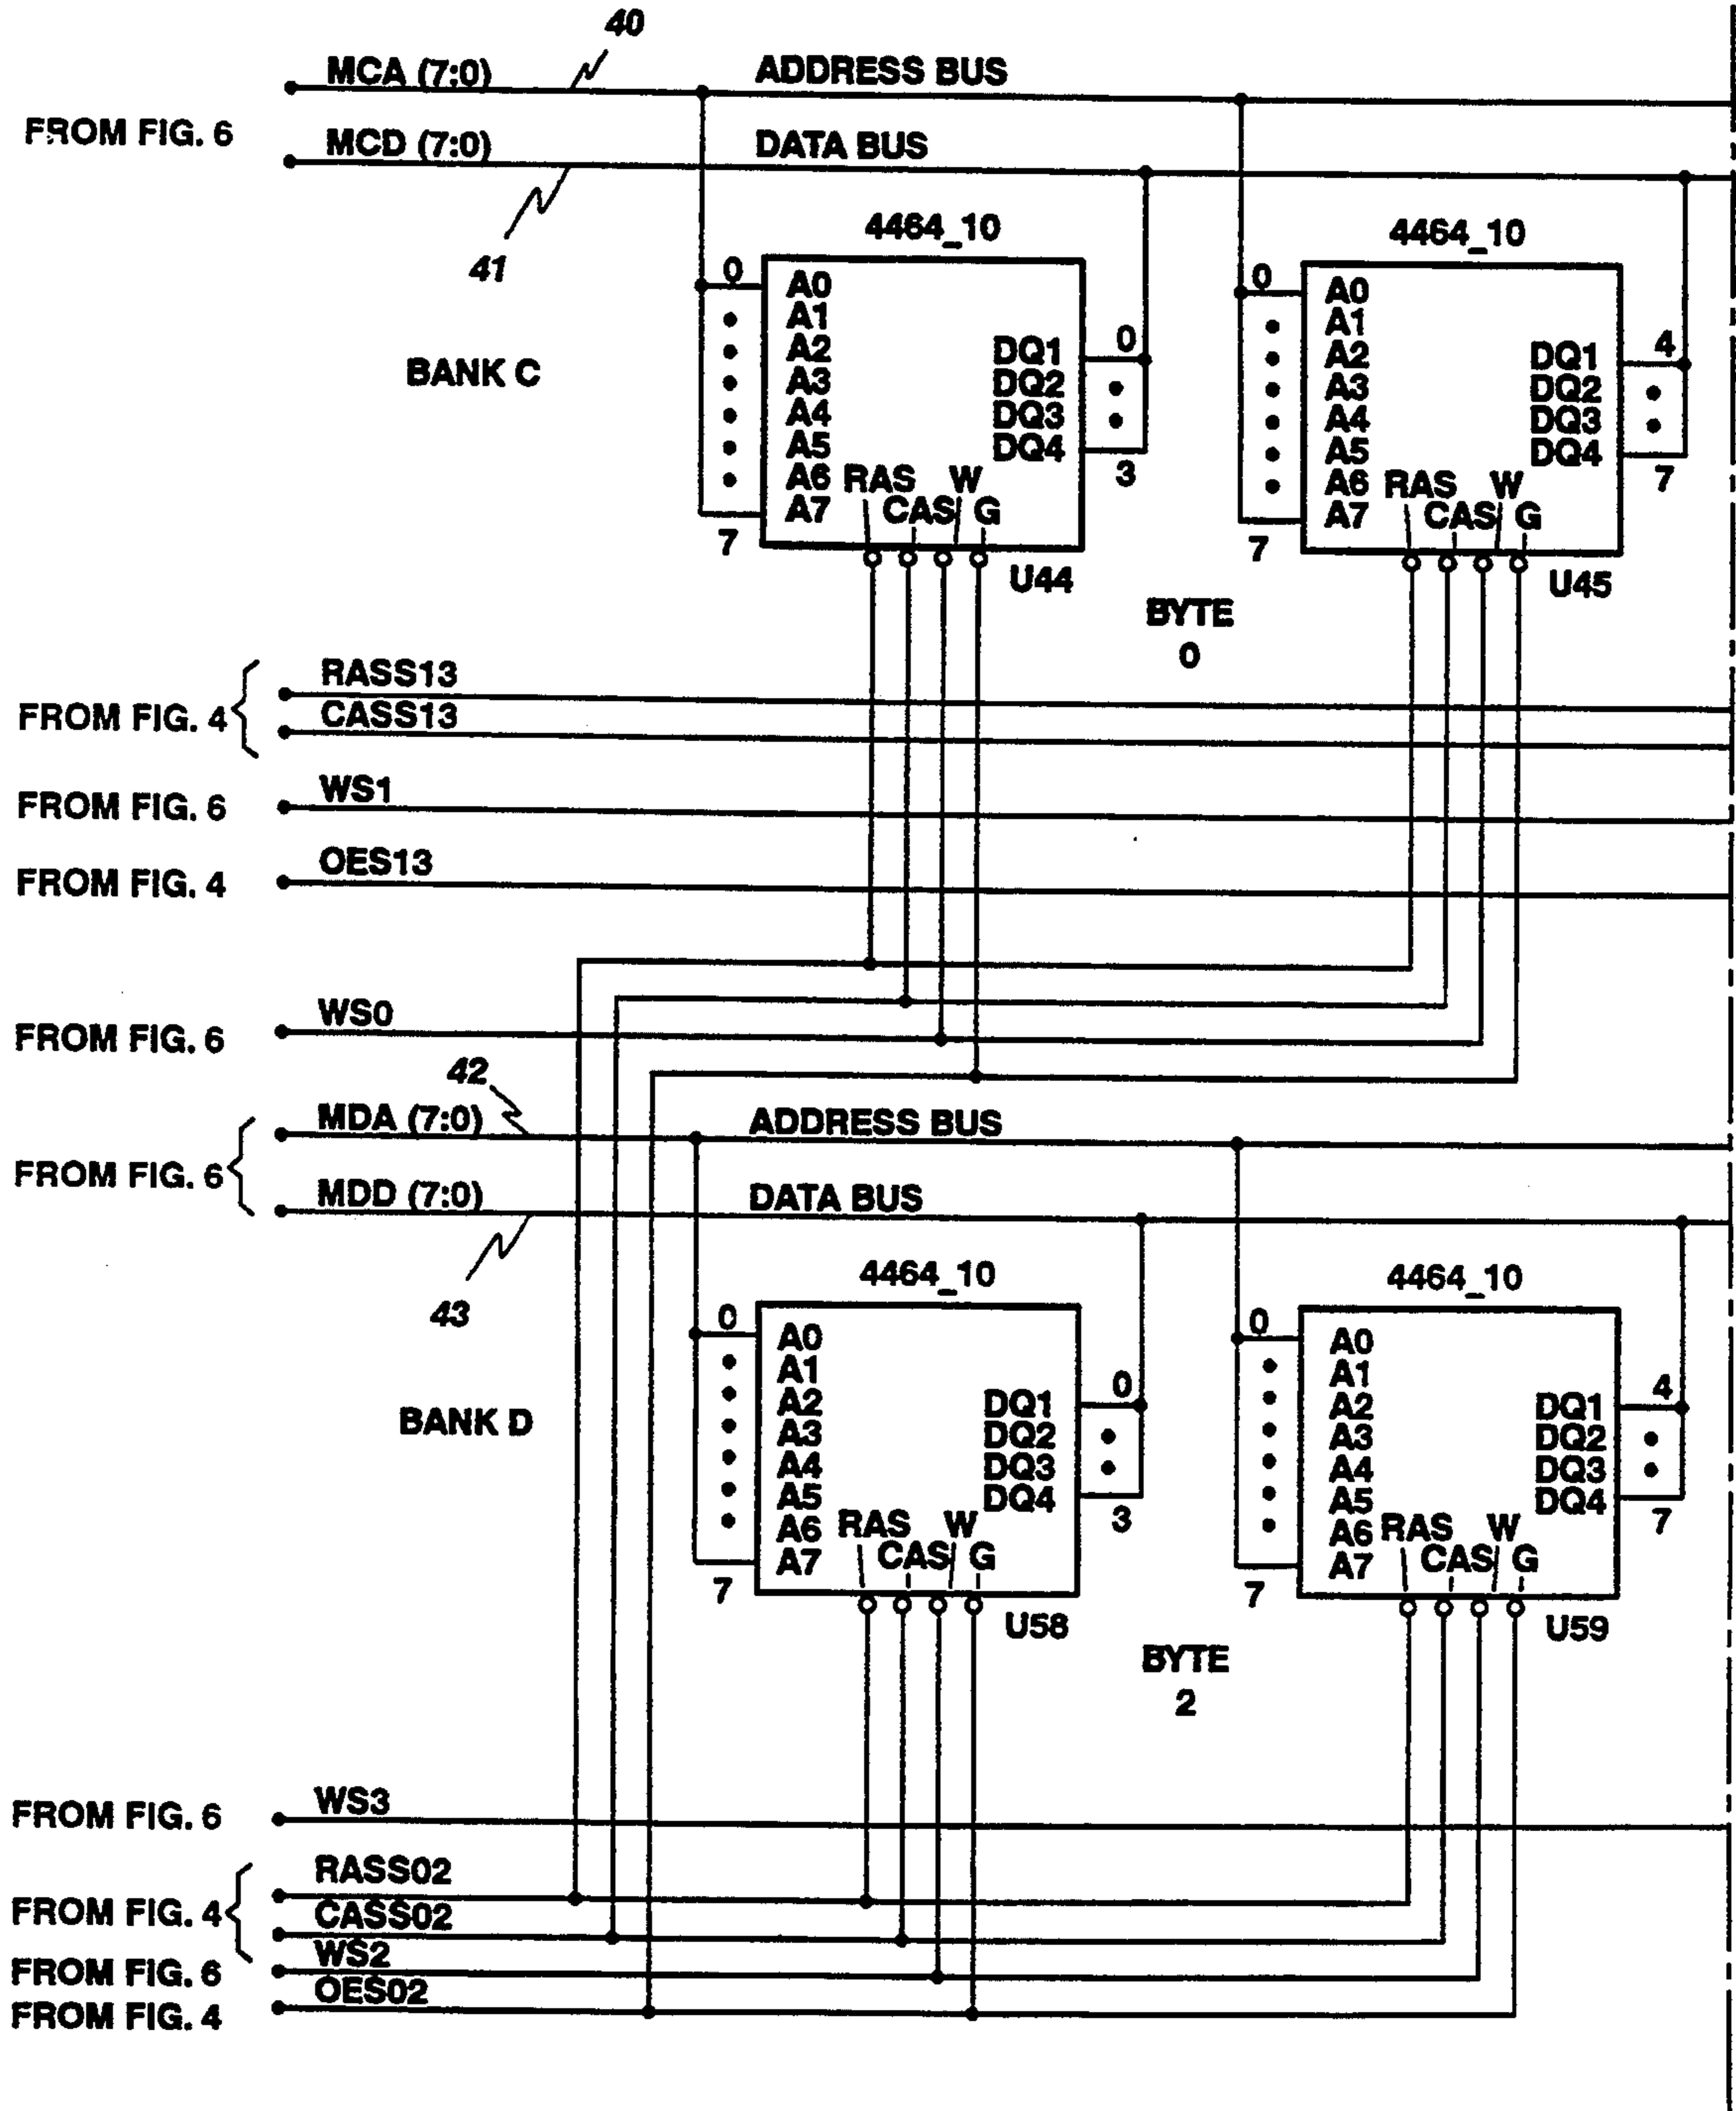 40
MCA (7:0) ADDRESS BUS
FROM FIG. 6
MCD (7:0) DATA BUS
41
4464_10 4464_10
BANK C
0 A0 0 A0
A1 A1
A2 DQ1 0 A2 DQ1 4
A3 DQ2 A3 DQ2
A4 DQ3 A4 DQ3
A5 DQ4 A5 DQ4
A6 RAS W 3 A6 RAS W 7
A7 CAS G A7 CAS G
7 U44 7 U45
BYTE
0
RASS13
FROM FIG. 4
CASS13
WS1
FROM FIG. 6
OES13
FROM FIG. 4
WS0
FROM FIG. 6
42
MDA (7:0) ADDRESS BUS
FROM FIG. 6
MDD (7:0) DATA BUS
43
4464_10 4464_10
BANK D
0 A0 0 A0
A1 A1
A2 DQ1 0 A2 DQ1 4
A3 DQ2 A3 DQ2
A4 DQ3 A4 DQ3
A5 DQ4 A5 DQ4
A6 RAS W 3 A6 RAS W 7
A7 CAS G A7 CAS G
7 U58 7 U59
BYTE
2
WS3
FROM FIG. 6
RASS02
FROM FIG. 4
CASS02
WS2
FROM FIG. 6
OES02
FROM FIG. 4